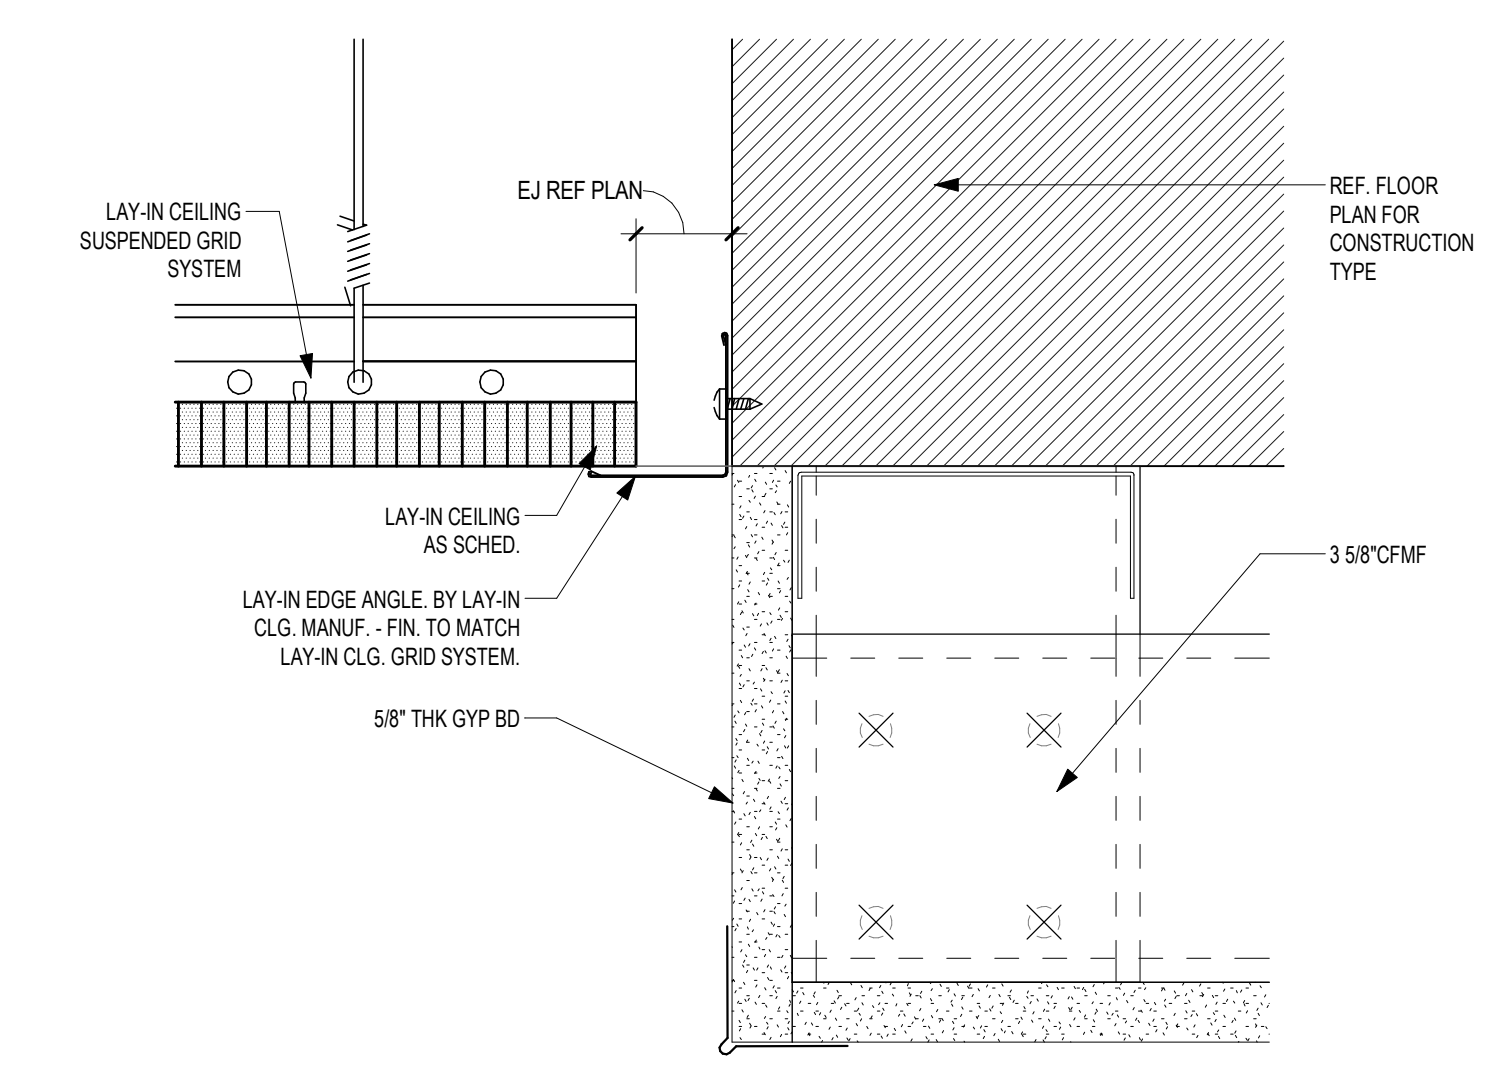 EJ REF PLAN
LAY-IN CEILING
SUSPENDED GRID
SYSTEM
REF. FLOOR
PLAN FOR
CONSTRUCTION
TYPE
LAY-IN CEILING
AS SCHED.
3 5/8"CFMF
LAY-IN EDGE ANGLE. BY LAY-IN
CLG. MANUF. - FIN. TO MATCH
LAY-IN CLG. GRID SYSTEM.
5/8" THK GYP BD